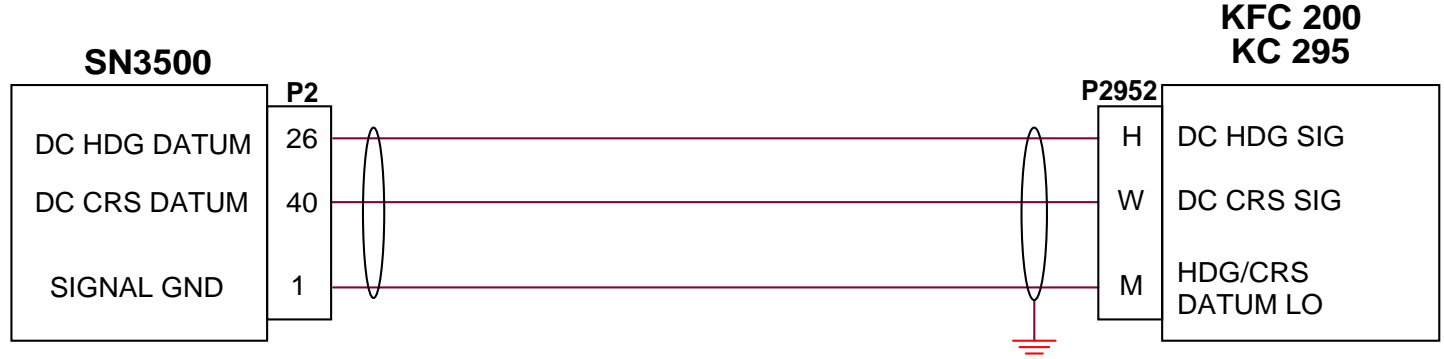 KFC 200
KC 295
SN3500
P2
P2952
DC HDG DATUM 26 H DC HDG SIG
DC CRS DATUM 40 W DC CRS SIG
SIGNAL GND 1 M HDG/CRS
DATUM LO